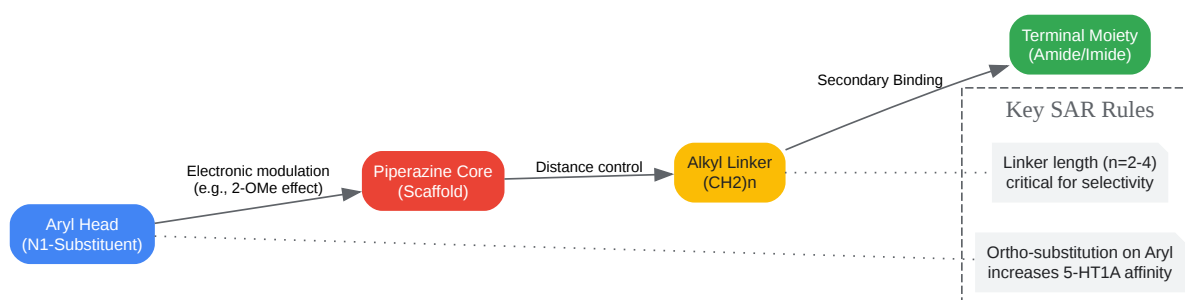 Terminal Moiety
(Amide/Imide)
Secondary Binding
Key SAR Rules
Electronic modulation
(e.g., 2-OMe effect)
Piperazine Core
(Scaffold)
Distance control
Alkyl Linker
(CH2)n
Linker length (n=2-4)
critical for selectivity
Aryl Head
(N1-Substituent)
Ortho-substitution on Aryl
increases 5-HT1A affinity